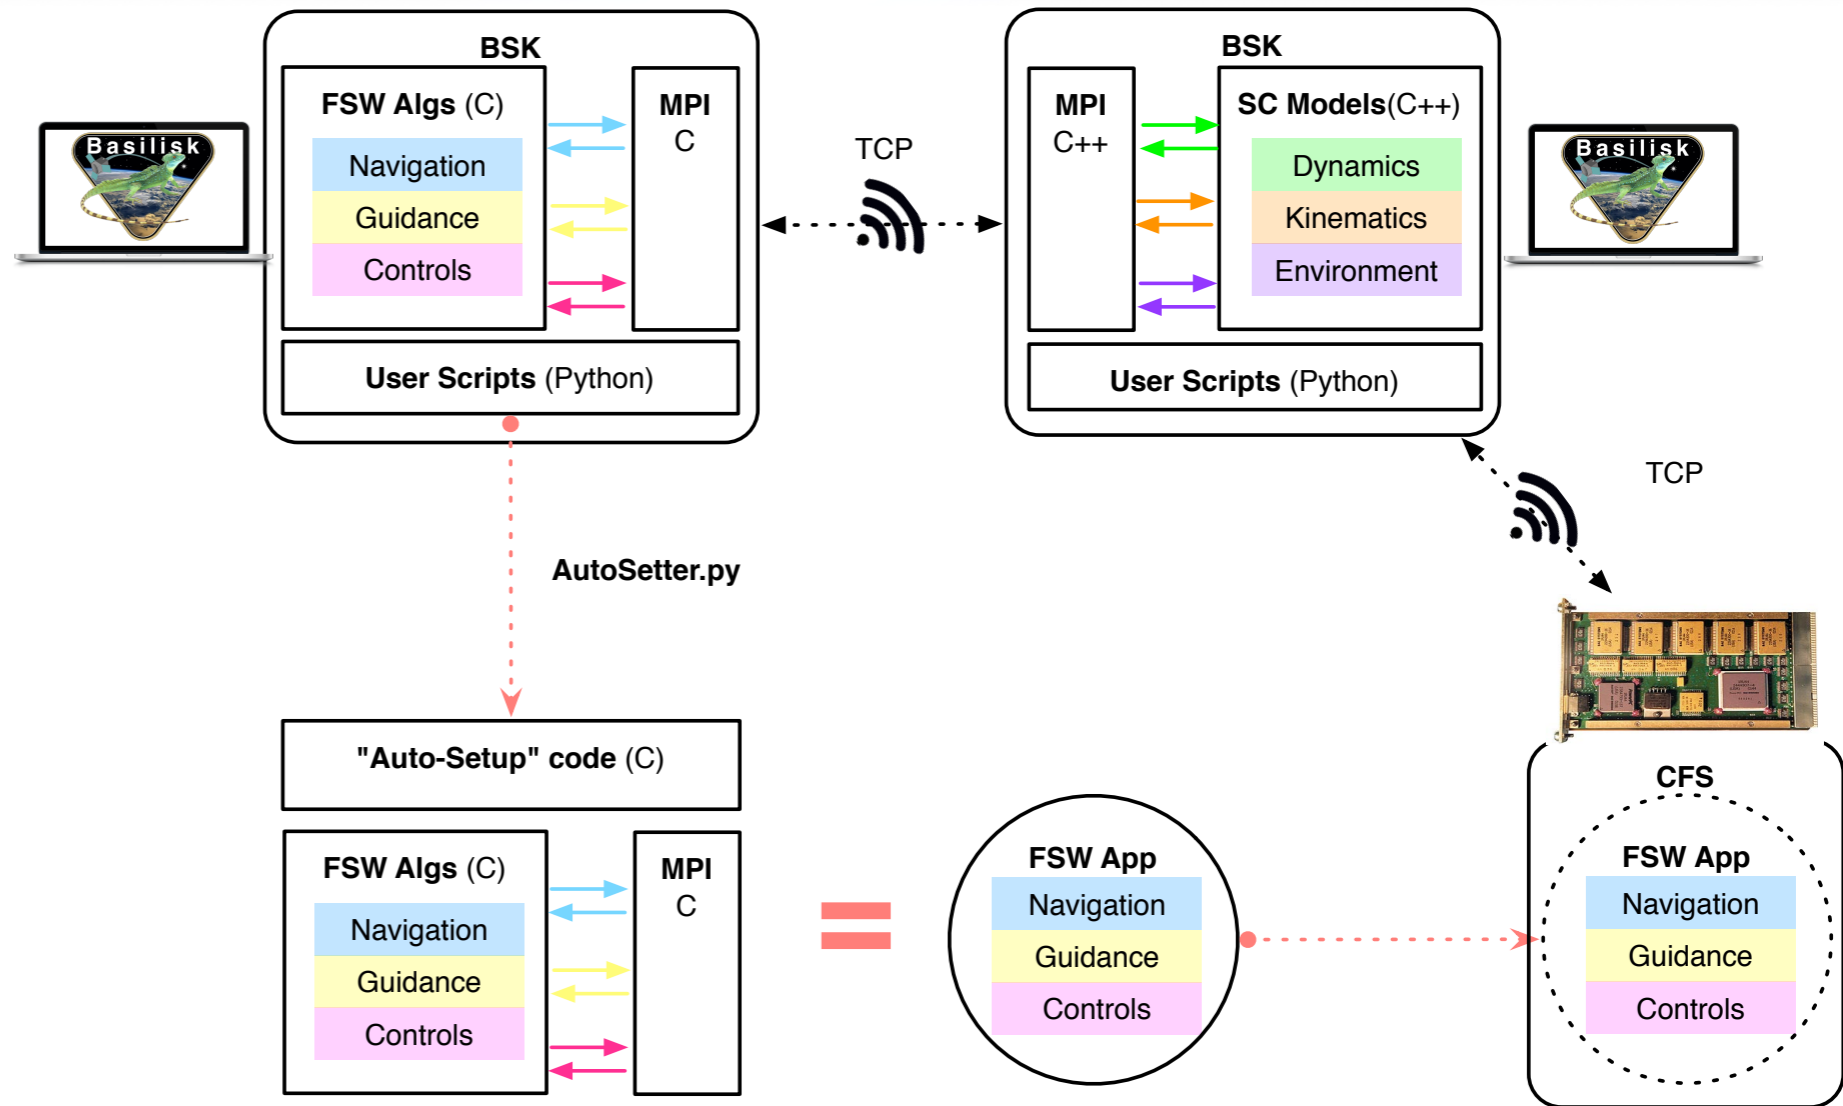 BSK
FSW Algs (C)
Navigation
Guidance
Controls
MPI
C
User Scripts (Python)
Basilisk
TCP
BSK
MPI
C++
SC Models(C++)
Dynamics
Kinematics
Environment
User Scripts (Python)
Basilisk
TCP
AutoSetter.py
"Auto-Setup" code (C)
FSW Algs (C)
Navigation
Guidance
Controls
MPI
C
FSW App
Navigation
Guidance
Controls
CFS
FSW App
Navigation
Guidance
Controls